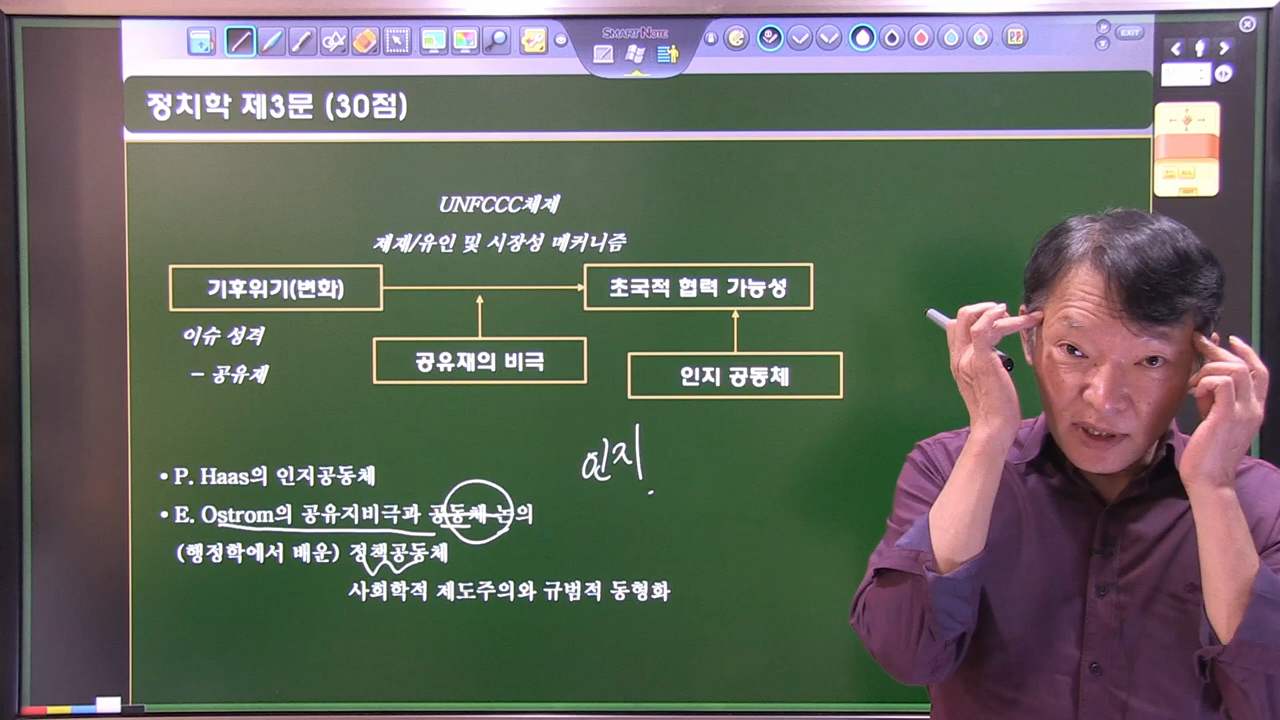 SMART NOTE
EXIT
정치학 제3문 (30점)
UNFCCC체제
제재/유인 및 시장성 매커니즘
기후위기(변화)
초국적 협력 가능성
이슈 성격
- 공유재
공유재의 비극
인지 공동체
인지.
• P. Haas의 인지공동체
• E. Ostrom의 공유지비극과 공동체 논의
(행정학에서 배운) 정책공동체
사회학적 제도주의와 규범적 동형화